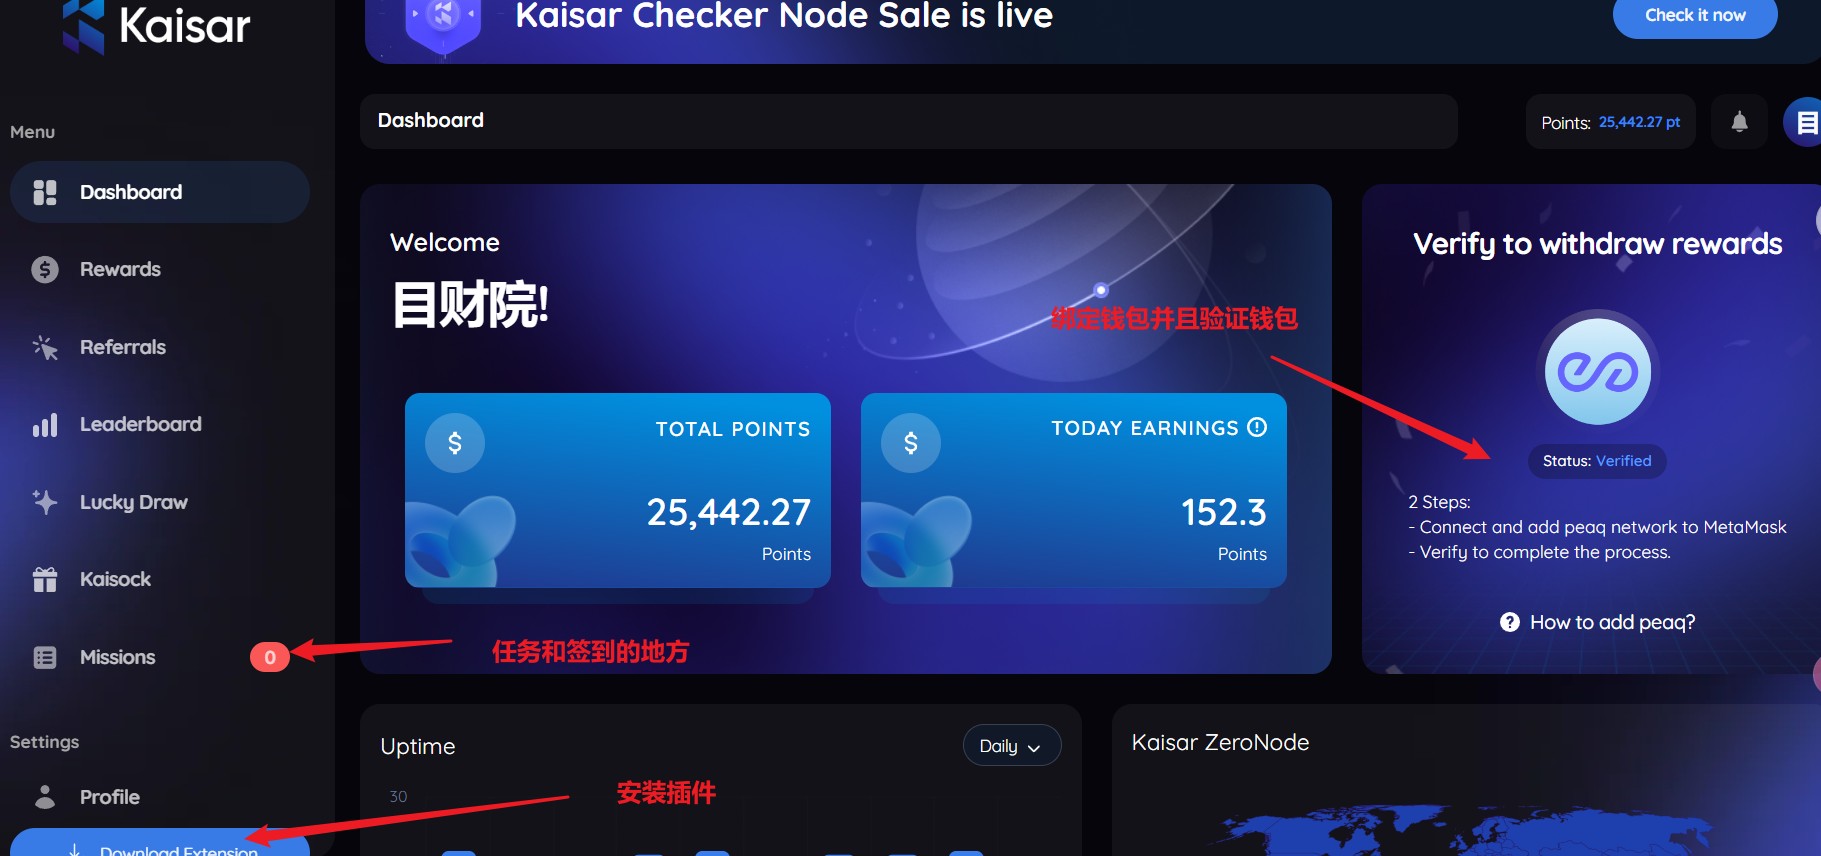 Kaisar
Kaisar Checker Node Sale is live
Check it now
Menu
Dashboard
Rewards
Referrals
Leaderboard
Lucky Draw
Kaisock
Missions
0
Settings
Profile
Download Extension
Dashboard
Points: 25,442.27 pt
Welcome
目财院!
绑定钱包并且验证钱包
TOTAL POINTS
25,442.27
Points
TODAY EARNINGS
152.3
Points
任务和签到的地方
Verify to withdraw rewards
Status: Verified
2 Steps:
- Connect and add peaq network to MetaMask
- Verify to complete the process.
How to add peaq?
Uptime
Daily
30
安装插件
Kaisar ZeroNode